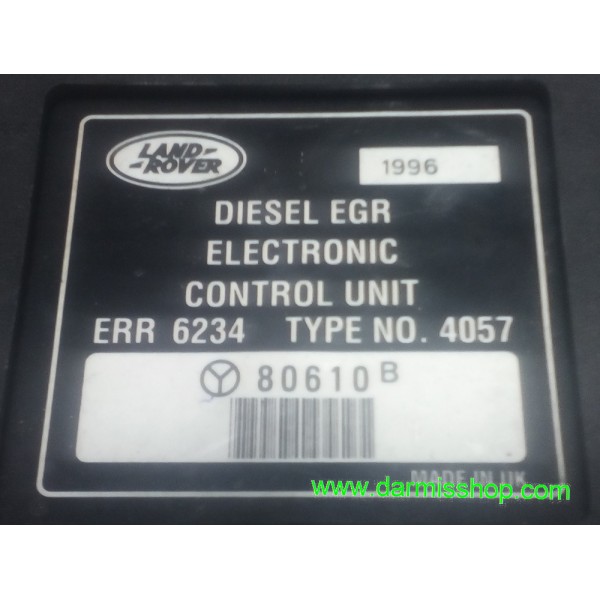 LAND-
-ROVER
1996
DIESEL EGR
ELECTRONIC
CONTROL UNIT
ERR 6234 TYPE NO. 4057
80610 B
MADE IN UK
www.darmisshop.com